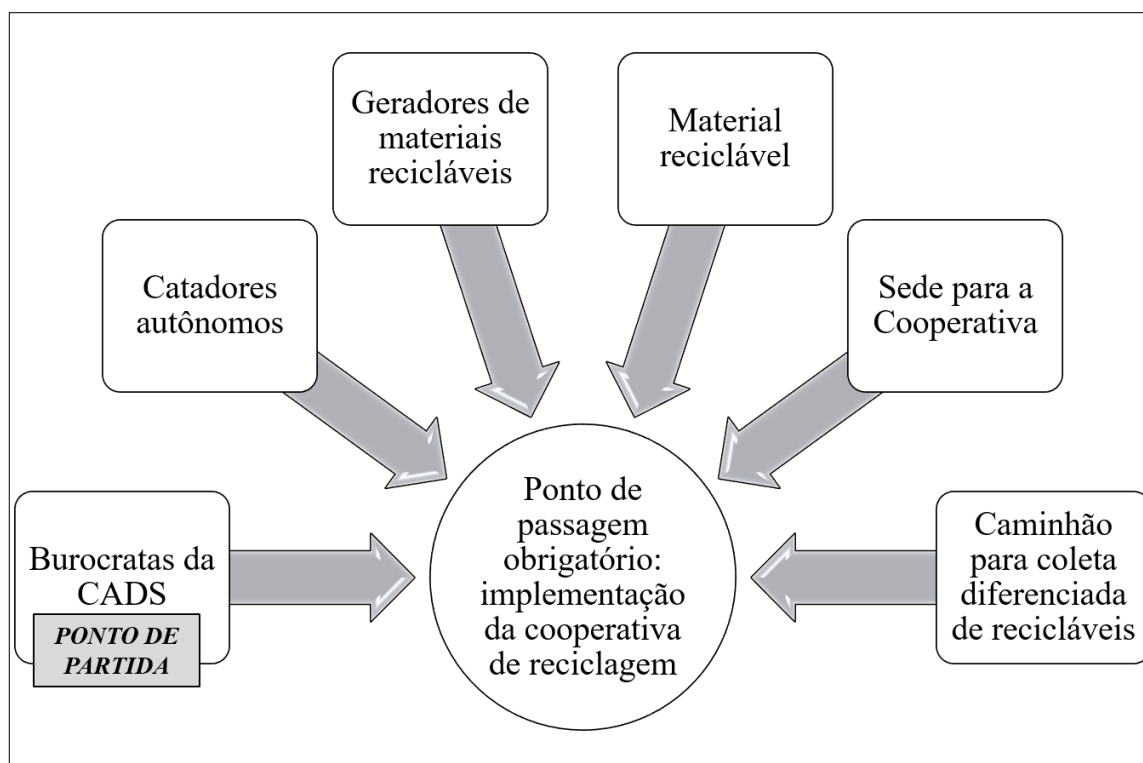 Geradores de
materiais
recicláveis
Material
reciclável
Catadores
autônomos
Sede para a
Cooperativa
Burocratas da
CADS
PONTO DE
PARTIDA
Ponto de
passagem
obrigatório:
implementação
da cooperativa
de reciclagem
Caminhão
para coleta
diferenciada
de recicláveis